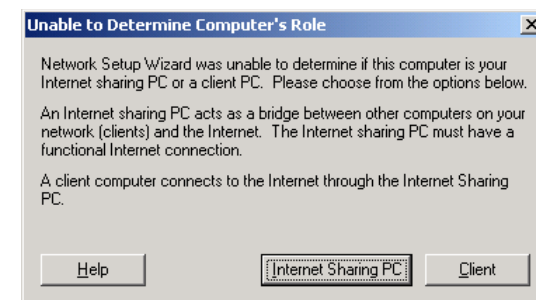 Unable to Determine Computer's Role
Network Setup Wizard was unable to determine if this computer is your
Internet sharing PC or a client PC. Please choose from the options below.
An Internet sharing PC acts as a bridge between other computers on your
network (clients) and the Internet. The Internet sharing PC must have a
functional Internet connection.
A client computer connects to the Internet through the Internet Sharing
PC.
Help
Internet Sharing PC
Client